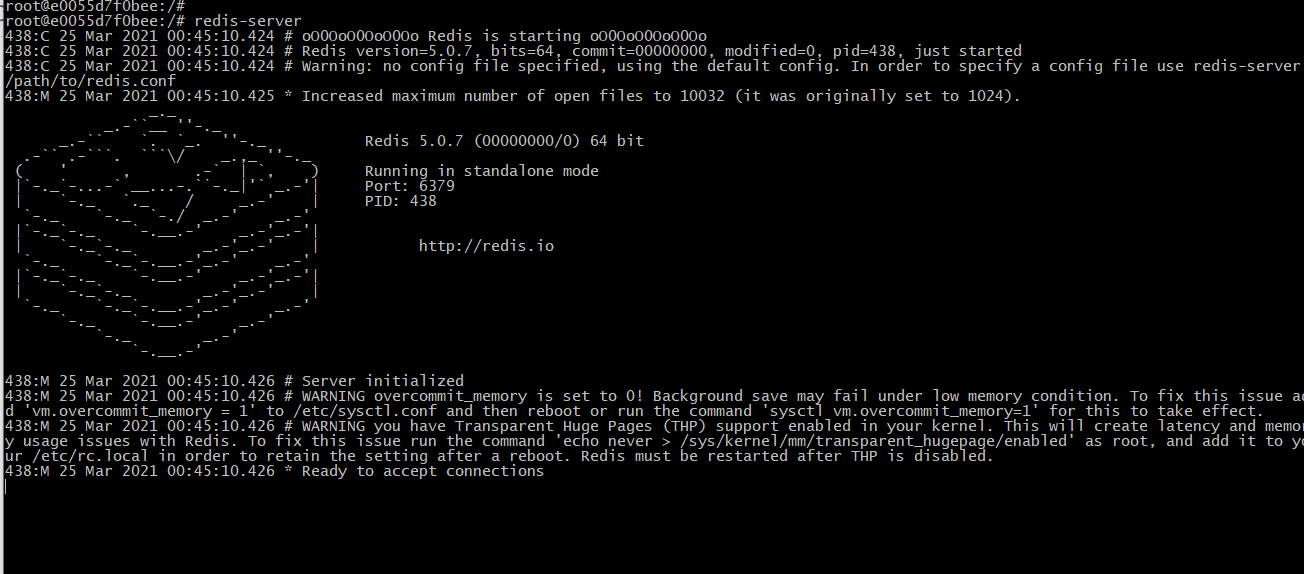 root@e0055d7f0bee:/#
root@e0055d7f0bee:/# redis-server
438:C 25 Mar 2021 00:45:10.424 # oO0OoO0OoO0Oo Redis is starting oO0OoO0OoO0Oo
438:C 25 Mar 2021 00:45:10.424 # Redis version=5.0.7, bits=64, commit=00000000, modified=0, pid=438, just started
438:C 25 Mar 2021 00:45:10.424 # Warning: no config file specified, using the default config. In order to specify a config file use redis-server
/path/to/redis.conf
438:M 25 Mar 2021 00:45:10.425 * Increased maximum number of open files to 10032 (it was originally set to 1024).
Redis 5.0.7 (00000000/0) 64 bit
Running in standalone mode
Port: 6379
PID: 438
http://redis.io
438:M 25 Mar 2021 00:45:10.426 # Server initialized
438:M 25 Mar 2021 00:45:10.426 # WARNING overcommit_memory is set to 0! Background save may fail under low memory condition. To fix this issue ad
d 'vm.overcommit_memory = 1' to /etc/sysctl.conf and then reboot or run the command 'sysctl vm.overcommit_memory=1' for this to take effect.
438:M 25 Mar 2021 00:45:10.426 # WARNING you have Transparent Huge Pages (THP) support enabled in your kernel. This will create latency and memor
y usage issues with Redis. To fix this issue run the command 'echo never > /sys/kernel/mm/transparent_hugepage/enabled' as root, and add it to yo
ur /etc/rc.local in order to retain the setting after a reboot. Redis must be restarted after THP is disabled.
438:M 25 Mar 2021 00:45:10.426 * Ready to accept connections